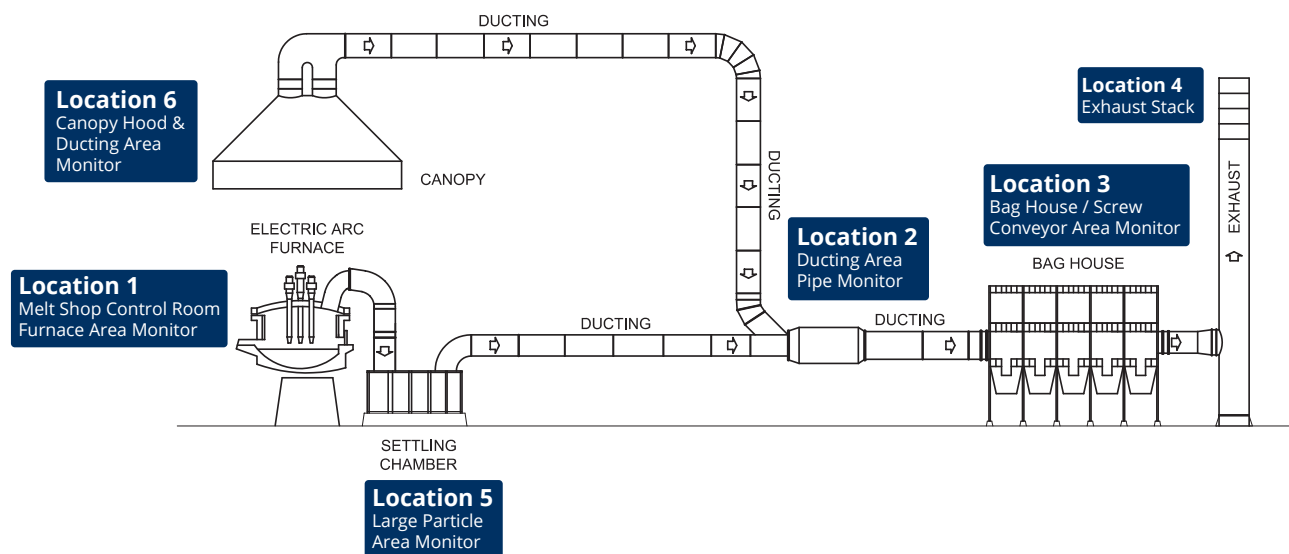 DUCTING
Location 6
Canopy Hood &
Ducting Area
Monitor
CANOPY
DUCTING
Location 4
Exhaust Stack
Location 3
Bag House / Screw
Conveyor Area Monitor
BAG HOUSE
EXHAUST
ELECTRIC ARC
FURNACE
Location 1
Melt Shop Control Room
Furnace Area Monitor
Location 2
Ducting Area
Pipe Monitor
DUCTING
DUCTING
SETTLING
CHAMBER
Location 5
Large Particle
Area Monitor